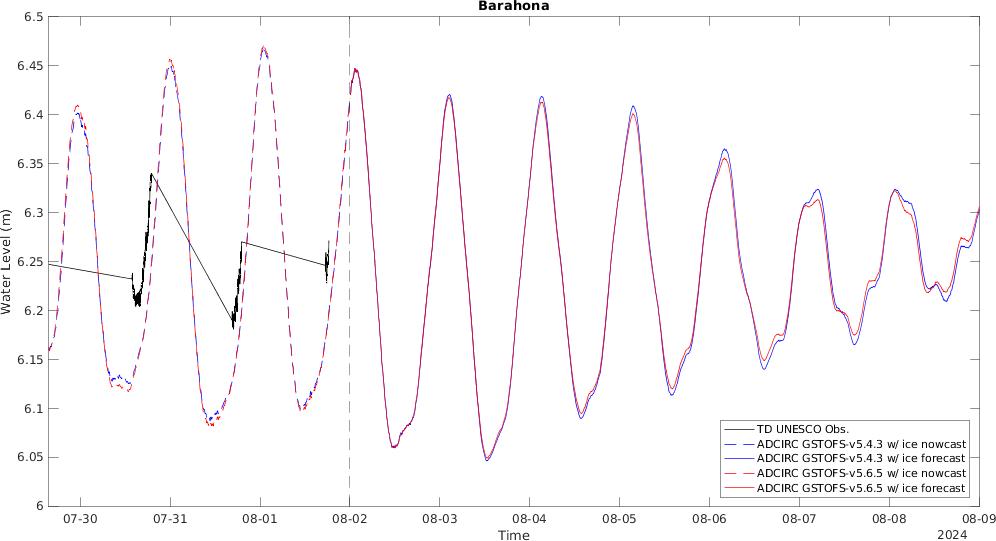 Barahona
6.5
6.45
6.4
6.35
6.3
6.25
6.2
6.15
6.1
6.05
6
Water Level (m)
TD UNESCO Obs.
ADCIRC GSTOFS-v5.4.3 w/ ice nowcast
ADCIRC GSTOFS-v5.4.3 w/ ice forecast
ADCIRC GSTOFS-v5.6.5 w/ ice nowcast
ADCIRC GSTOFS-v5.6.5 w/ ice forecast
07-30 07-31 08-01 08-02 08-03 08-04 08-05 08-06 08-07 08-08 08-09
Time 2024